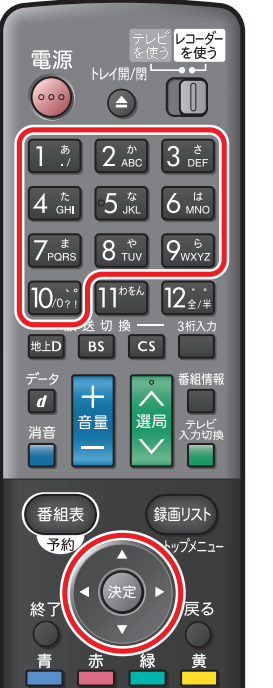 電源
テレビを使う
レコーダーを使う
トレイ開/閉
1 あ ./
2 か ABC
3 さ DEF
4 た GHI
5 な JKL
6 は MNO
7 ま PQRS
8 や TUV
9 ら WXYZ
10 、。/0?!
11 わをん
12 ゛゜全/半
放送切換
3桁入力
地上D
BS
CS
データ
d
番組情報
＋
音量
－
選局
消音
テレビ入力切換
番組表
予約
録画リスト
トップメニュー
決定
終了
戻る
青
赤
緑
黄